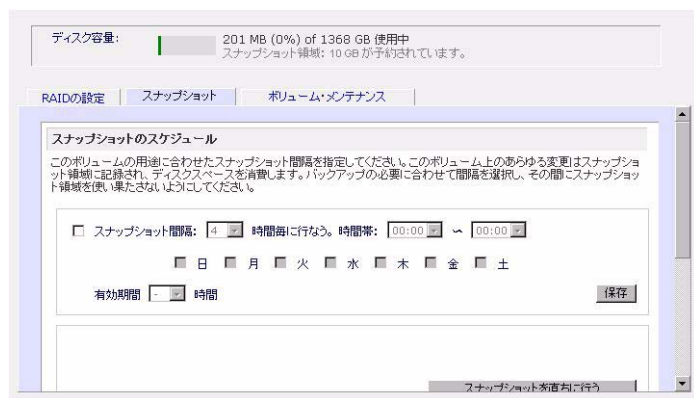 ディスク容量: 201 MB (0%) of 1368 GB 使用中
スナップショット領域: 10 GB が予約されています。
RAIDの設定 スナップショット ボリューム・メンテナンス
スナップショットのスケジュール
このボリュームの用途に合わせたスナップショット間隔を指定してください。このボリューム上のあらゆる変更はスナップショ
ット領域に記録され、ディスクスペースを消費します。バックアップの必要に合わせて間隔を選択し、その間にスナップショッ
ト領域を使い果たさないようにしてください。
スナップショット間隔: 4 時間毎に行なう。時間帯: 00:00 ~ 00:00
日 月 火 水 木 金 土
有効期間 - 時間 保存
スナップショットを直ちに行う